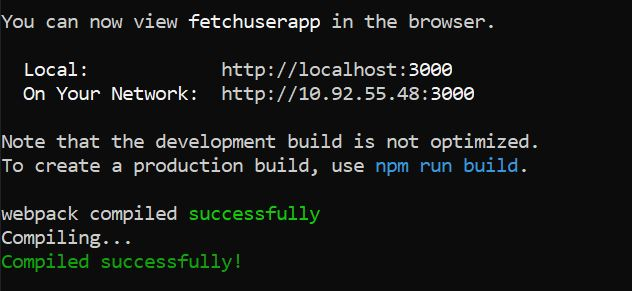 You can now view fetchuserapp in the browser.
Local: http://localhost:3000
On Your Network: http://10.92.55.48:3000
Note that the development build is not optimized.
To create a production build, use npm run build.
webpack compiled successfully
Compiling...
Compiled successfully!